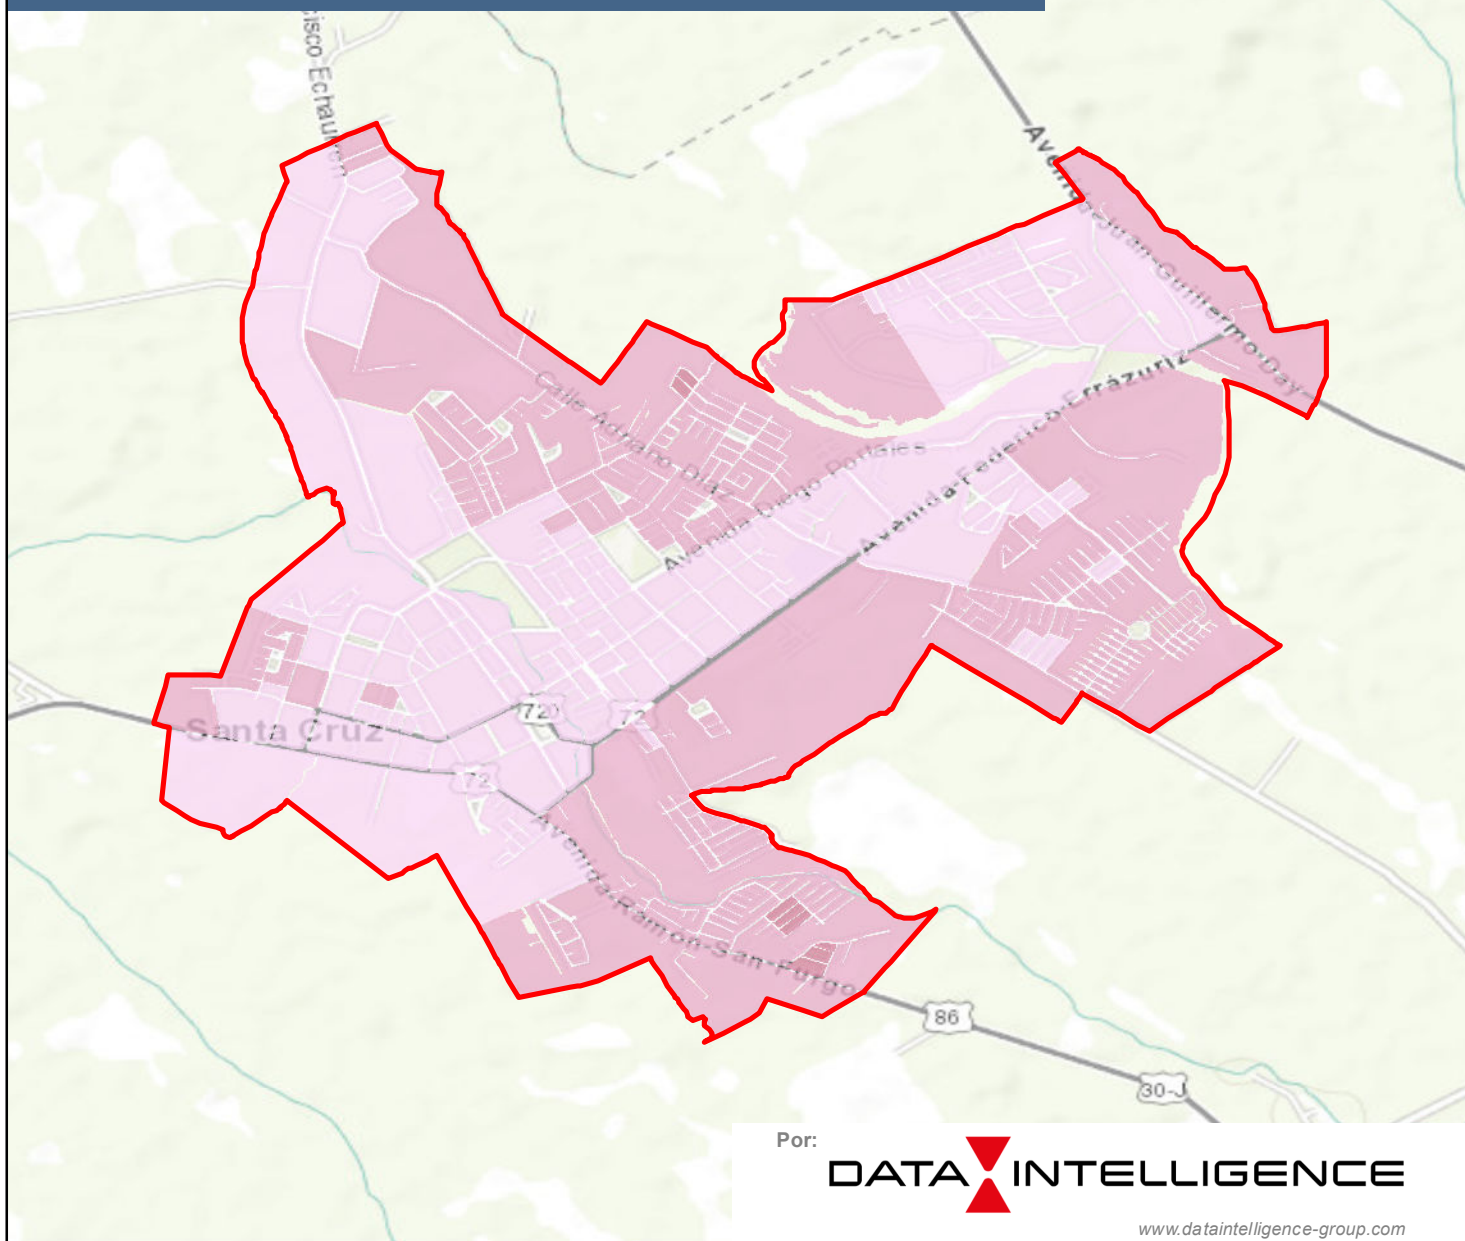 cisco-Echaurren
Avenida-Juan-Guillermo-Day
Calle-Adriano-Díaz
Avenida-Diego-Portales
Avenida-Federico-Errázuriz
Santa Cruz
72
72
72
Avenida-Ramón-San-Furgo
86
30-J
Por:
DATA INTELLIGENCE
www.dataintelligence-group.com